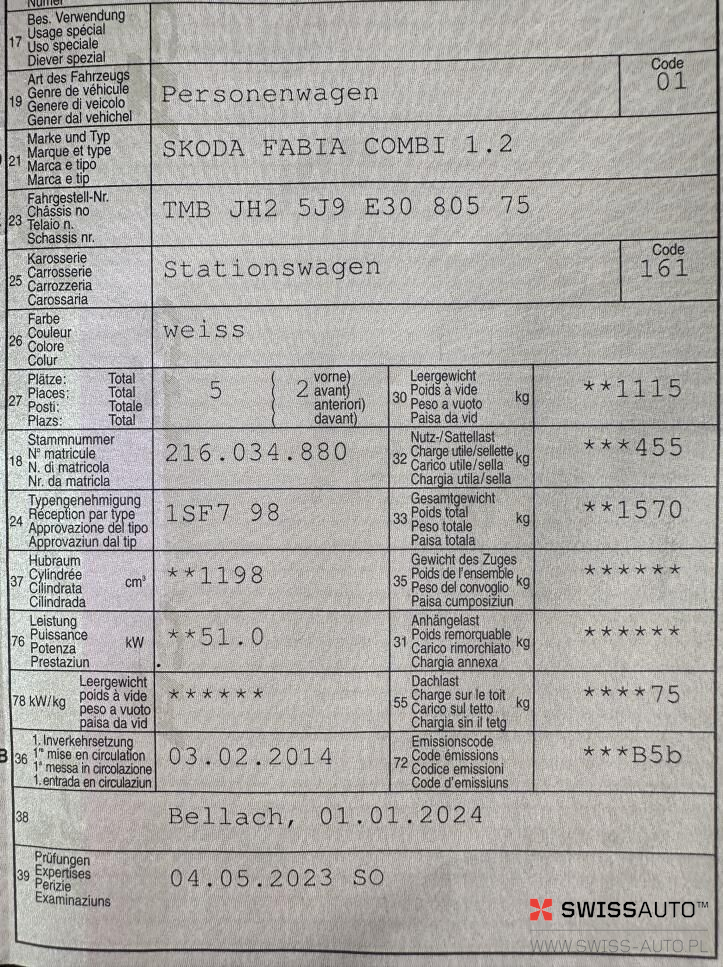 Numer
17 Bes. Verwendung
Usage spécial
Uso speciale
Diever spezial
19 Art des Fahrzeugs
Genre de véhicule
Genere di veicolo
Gener dal vehichel
Personenwagen
Code
01
21 Marke und Typ
Marque et type
Marca e tipo
Marca e tip
SKODA FABIA COMBI 1.2
23 Fahrgestell-Nr.
Châssis no
Telaio n.
Schassis nr.
TMB JH2 5J9 E30 805 75
25 Karosserie
Carrosserie
Carrozzeria
Carossaria
Stationswagen
Code
161
26 Farbe
Couleur
Colore
Colur
weiss
27 Plätze: Total
Places: Total
Posti: Totale
Plazs: Total
5 ( 2 vorne)
( avant)
( anteriori)
( davant)
30 Leergewicht
Poids à vide
Peso a vuoto
Paisa da vid
kg
**1115
18 Stammnummer
N° matricule
N. di matricola
Nr. da matricla
216.034.880
32 Nutz-/Sattellast
Charge utile/sellette
Carico utile/sella
Chargia utila/sella
kg
***455
24 Typengenehmigung
Réception par type
Approvazione del tipo
Approvaziun dal tip
1SF7 98
33 Gesamtgewicht
Poids total
Peso totale
Paisa totala
kg
**1570
37 Hubraum
Cylindrée
Cilindrata
Cilindrada
cm³
**1198
35 Gewicht des Zuges
Poids de l'ensemble
Peso del convoglio
Paisa cumposiziun
kg
******
76 Leistung
Puissance
Potenza
Prestaziun
kW
**51.0
31 Anhängelast
Poids remorquable
Carico rimorchiato
Chargia annexa
kg
******
78 kW/kg Leergewicht
poids à vide
peso a vuoto
paisa da vid
******
55 Dachlast
Charge sur le toit
Carico sul tetto
Chargia sin il tetg
kg
****75
B 36 1. Inverkehrsetzung
1re mise en circulation
1a messa in circolazione
1. entrada en circulaziun
03.02.2014
72 Emissionscode
Code émissions
Codice emissioni
Code d'emissiuns
***B5b
38 Bellach, 01.01.2024
39 Prüfungen
Expertises
Perizie
Examinaziuns
04.05.2023 SO
SWISSAUTO™
WWW.SWISS-AUTO.PL